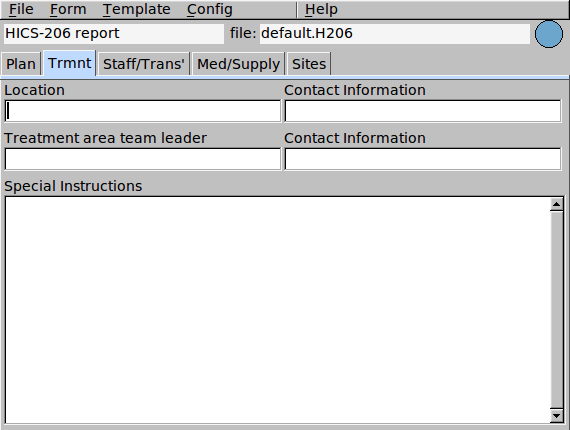 File Form Template Config Help
HICS-206 report file: default.H206
Plan Trmnt Staff/Trans' Med/Supply Sites
Location Contact Information
Treatment area team leader Contact Information
Special Instructions